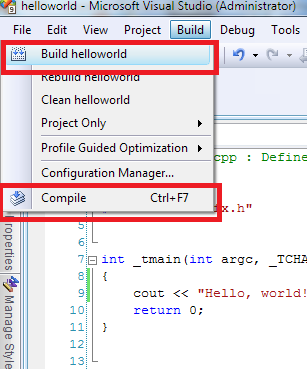 helloworld - Microsoft Visual Studio (Administrator)
File Edit View Project Build Debug Tools
Build helloworld
Rebuild helloworld
Clean helloworld
Project Only
Profile Guided Optimization
Configuration Manager...
Compile Ctrl+F7
cpp : Define
x.h"
5
6
7 int _tmain(int argc, _TCHA
8 {
9 cout << "Hello, world!
10 return 0;
11 }
12
13
Properties
Manage Style